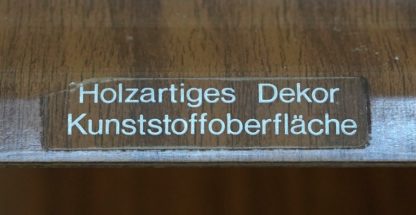 Holzartiges Dekor
Kunststoffoberfläche